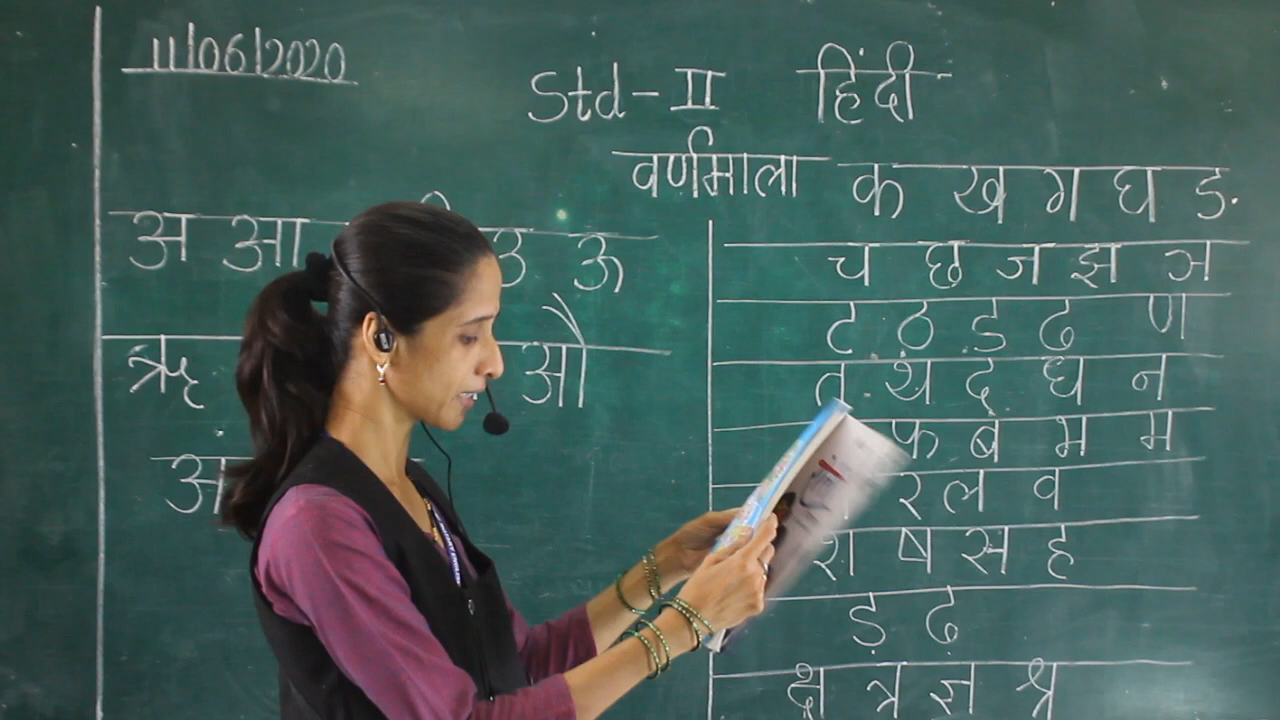 11/06/2020
Std-II हिंदी
वर्णमाला
अ आ उ ऊ
ऋ औ
क ख ग घ ङ
च छ ज झ ञ
ट ठ ड ढ ण
त थ द ध न
फ ब भ म
र ल व
श ष स ह
ड़ ढ़
क्ष त्र ज्ञ श्र